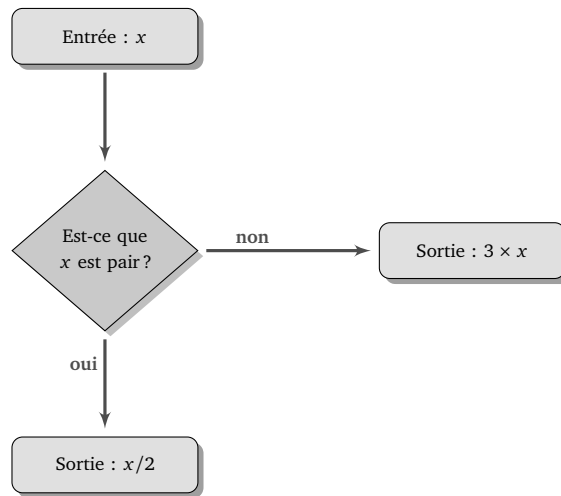 Entrée : x
Est-ce que
x est pair ?
non
Sortie : 3 × x
oui
Sortie : x/2